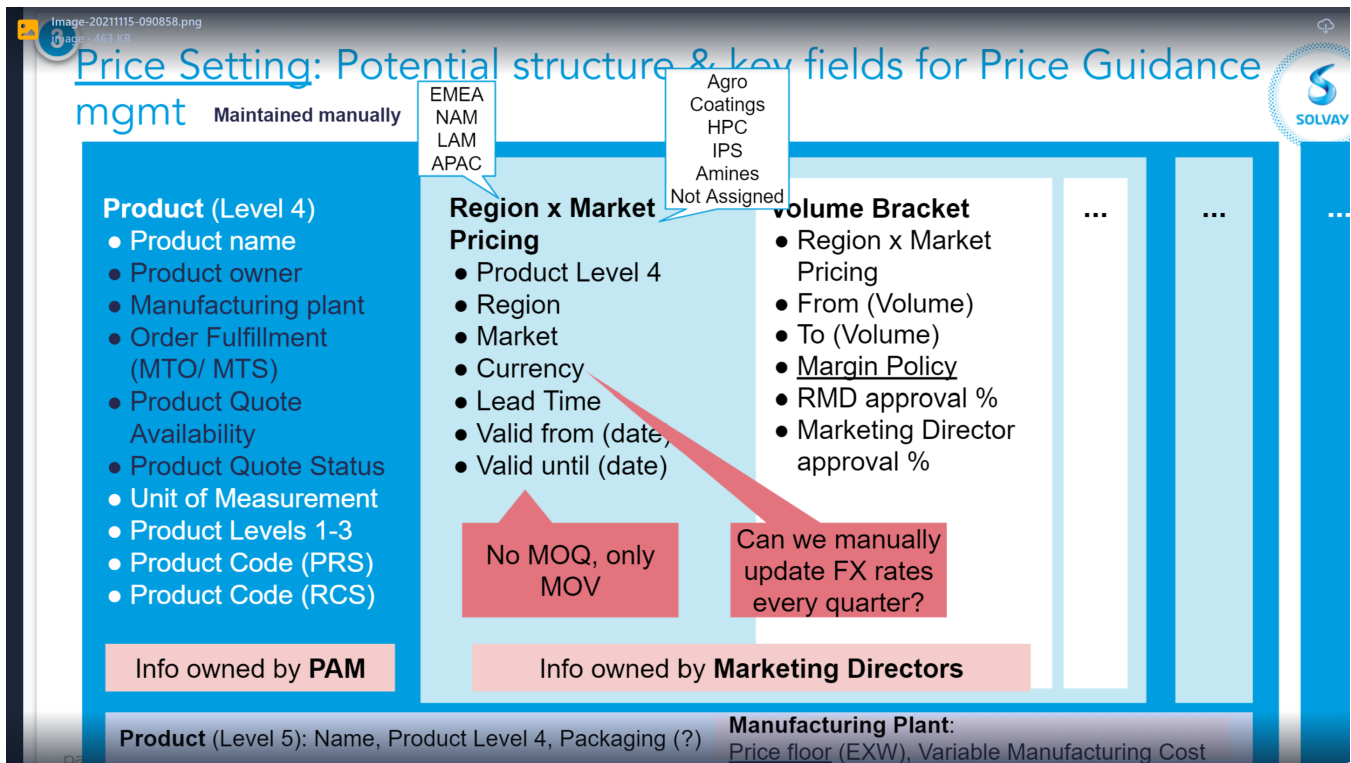 Image-20211115-090858.png
image - 463 KB
3
Price Setting: Potential structure & key fields for Price Guidance
mgmt
Maintained manually
SOLVAY
EMEA
NAM
LAM
APAC
Agro
Coatings
HPC
IPS
Amines
Not Assigned
Product (Level 4)
● Product name
● Product owner
● Manufacturing plant
● Order Fulfillment
(MTO/ MTS)
● Product Quote
Availability
● Product Quote Status
● Unit of Measurement
● Product Levels 1-3
● Product Code (PRS)
● Product Code (RCS)
Info owned by PAM
Region x Market
Pricing
● Product Level 4
● Region
● Market
● Currency
● Lead Time
● Valid from (date)
● Valid until (date)
No MOQ, only
MOV
Volume Bracket
● Region x Market
Pricing
● From (Volume)
● To (Volume)
● Margin Policy
● RMD approval %
● Marketing Director
approval %
Can we manually
update FX rates
every quarter?
Info owned by Marketing Directors
...
...
...
Product (Level 5): Name, Product Level 4, Packaging (?)
Manufacturing Plant:
Price floor (EXW), Variable Manufacturing Cost